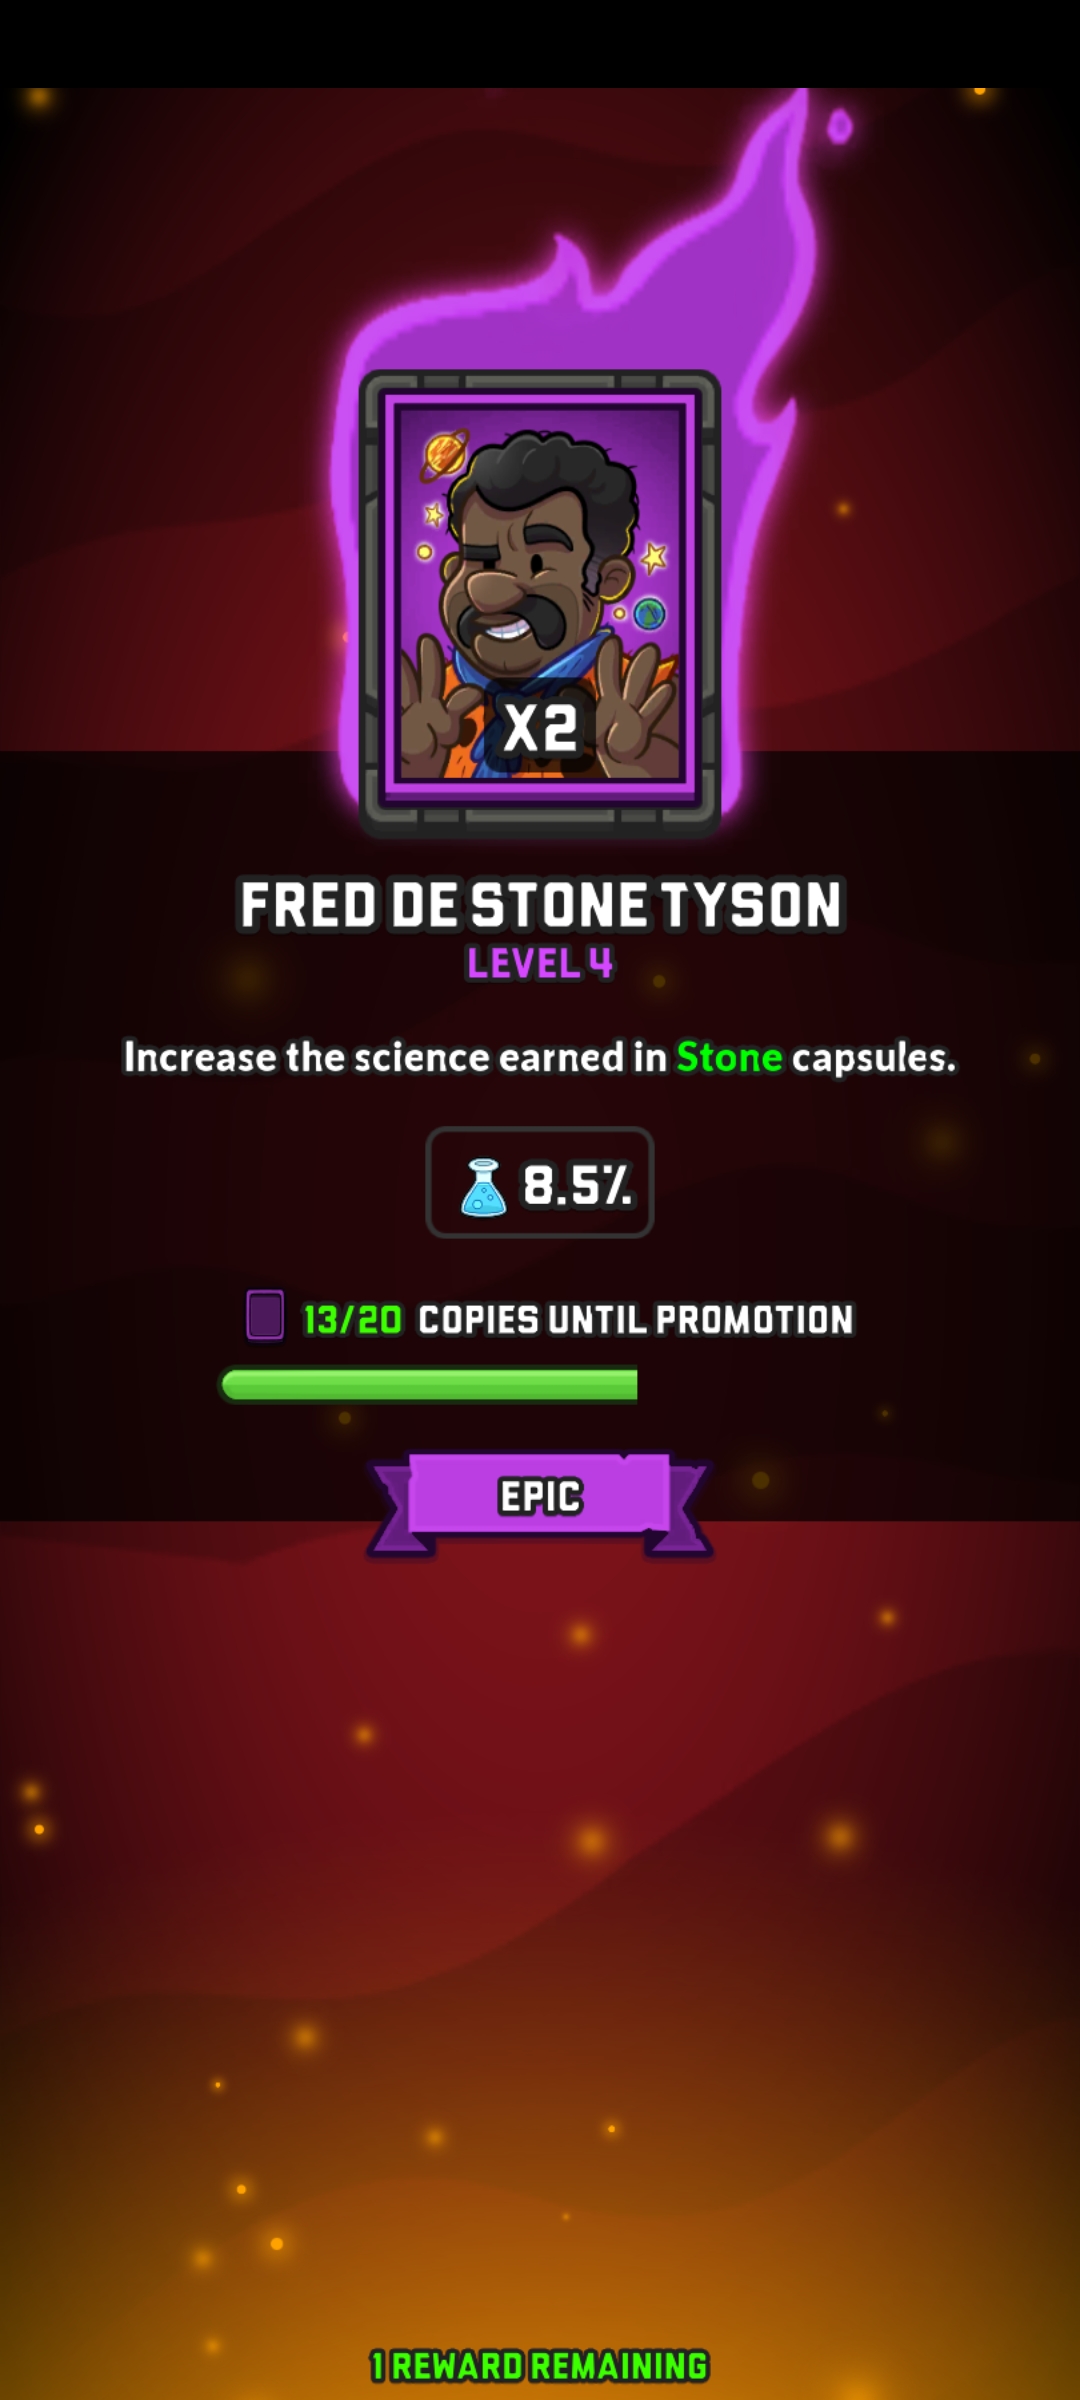 X2
FRED DE STONE TYSON
LEVEL 4
Increase the science earned in Stone capsules.
8.5%
13/20 COPIES UNTIL PROMOTION
EPIC
1 REWARD REMAINING